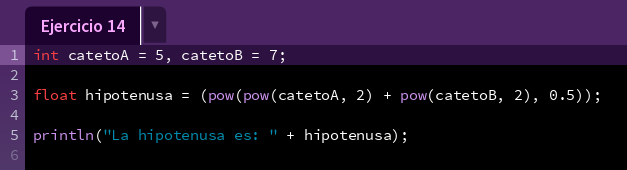 Ejercicio 14
1 int catetoA = 5, catetoB = 7;
2
3 float hipotenusa = (pow(pow(catetoA, 2) + pow(catetoB, 2), 0.5));
4
5 println("La hipotenusa es: " + hipotenusa);
6